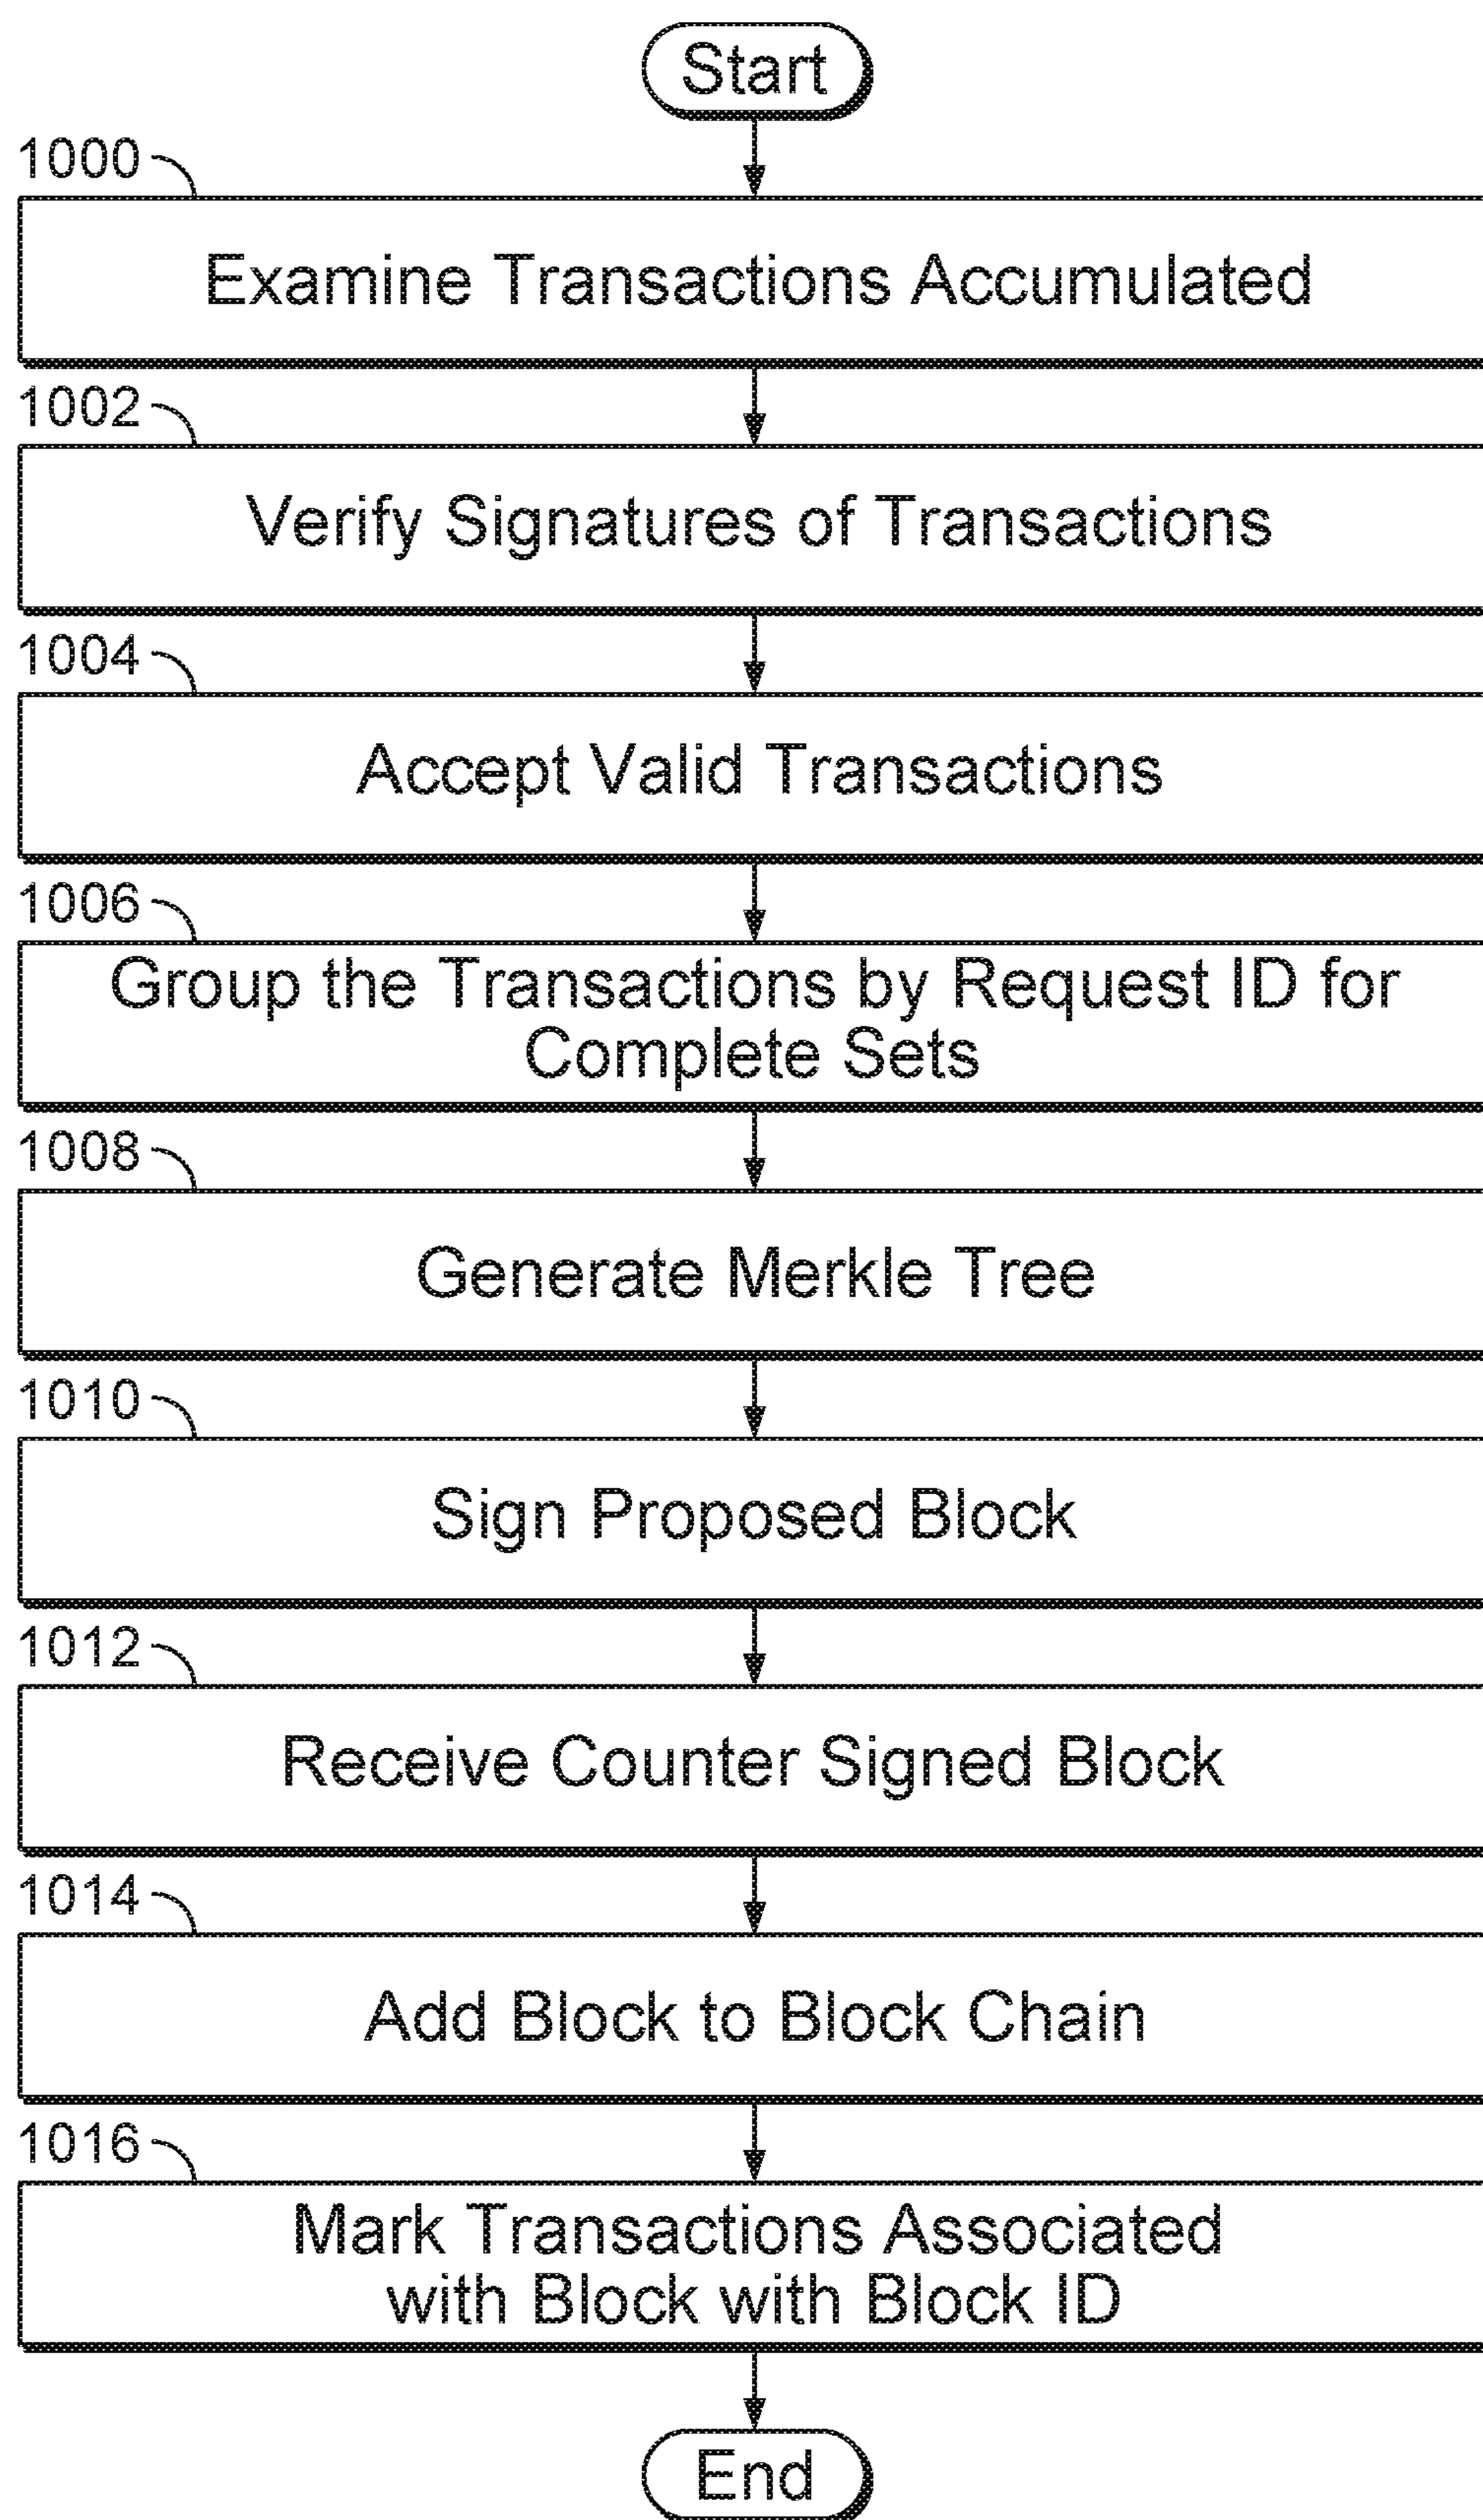 Start
1000
Examine Transactions Accumulated
1002
Verify Signatures of Transactions
1004
Accept Valid Transactions
1006
Group the Transactions by Request ID for
Complete Sets
1008
Generate Merkle Tree
1010
Sign Proposed Block
1012
Receive Counter Signed Block
1014
Add Block to Block Chain
1016
Mark Transactions Associated
with Block with Block ID
End